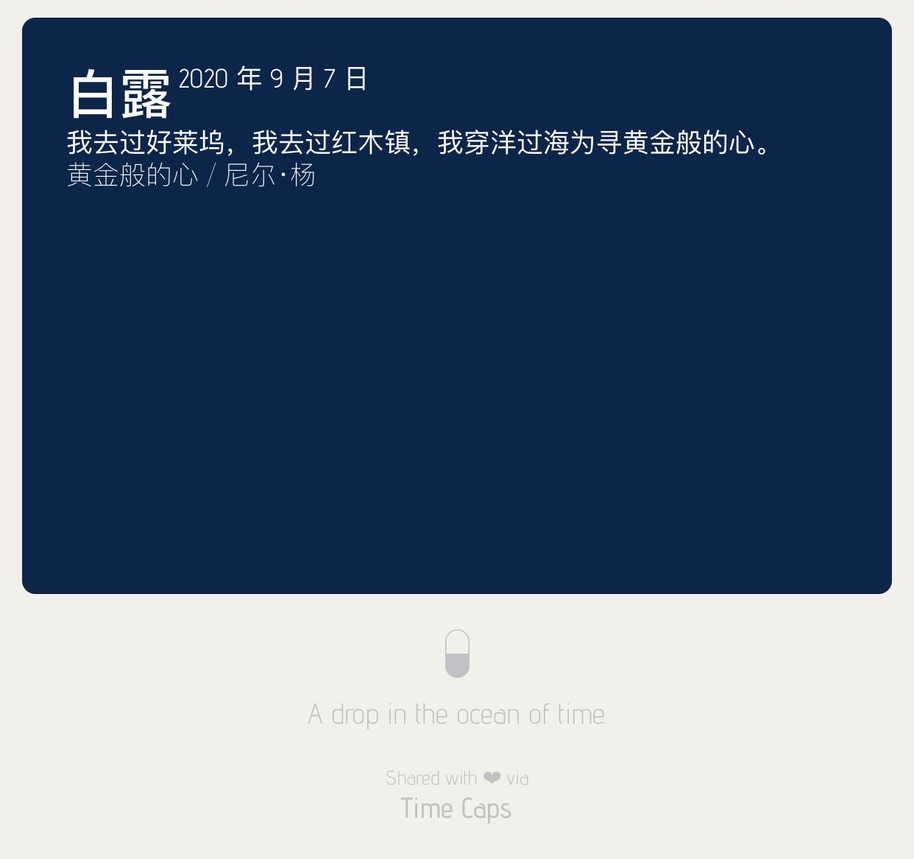 白露 2020 年 9 月 7 日
我去过好莱坞，我去过红木镇，我穿洋过海为寻黄金般的心。
黄金般的心 / 尼尔·杨
A drop in the ocean of time
Shared with ❤ via
Time Caps